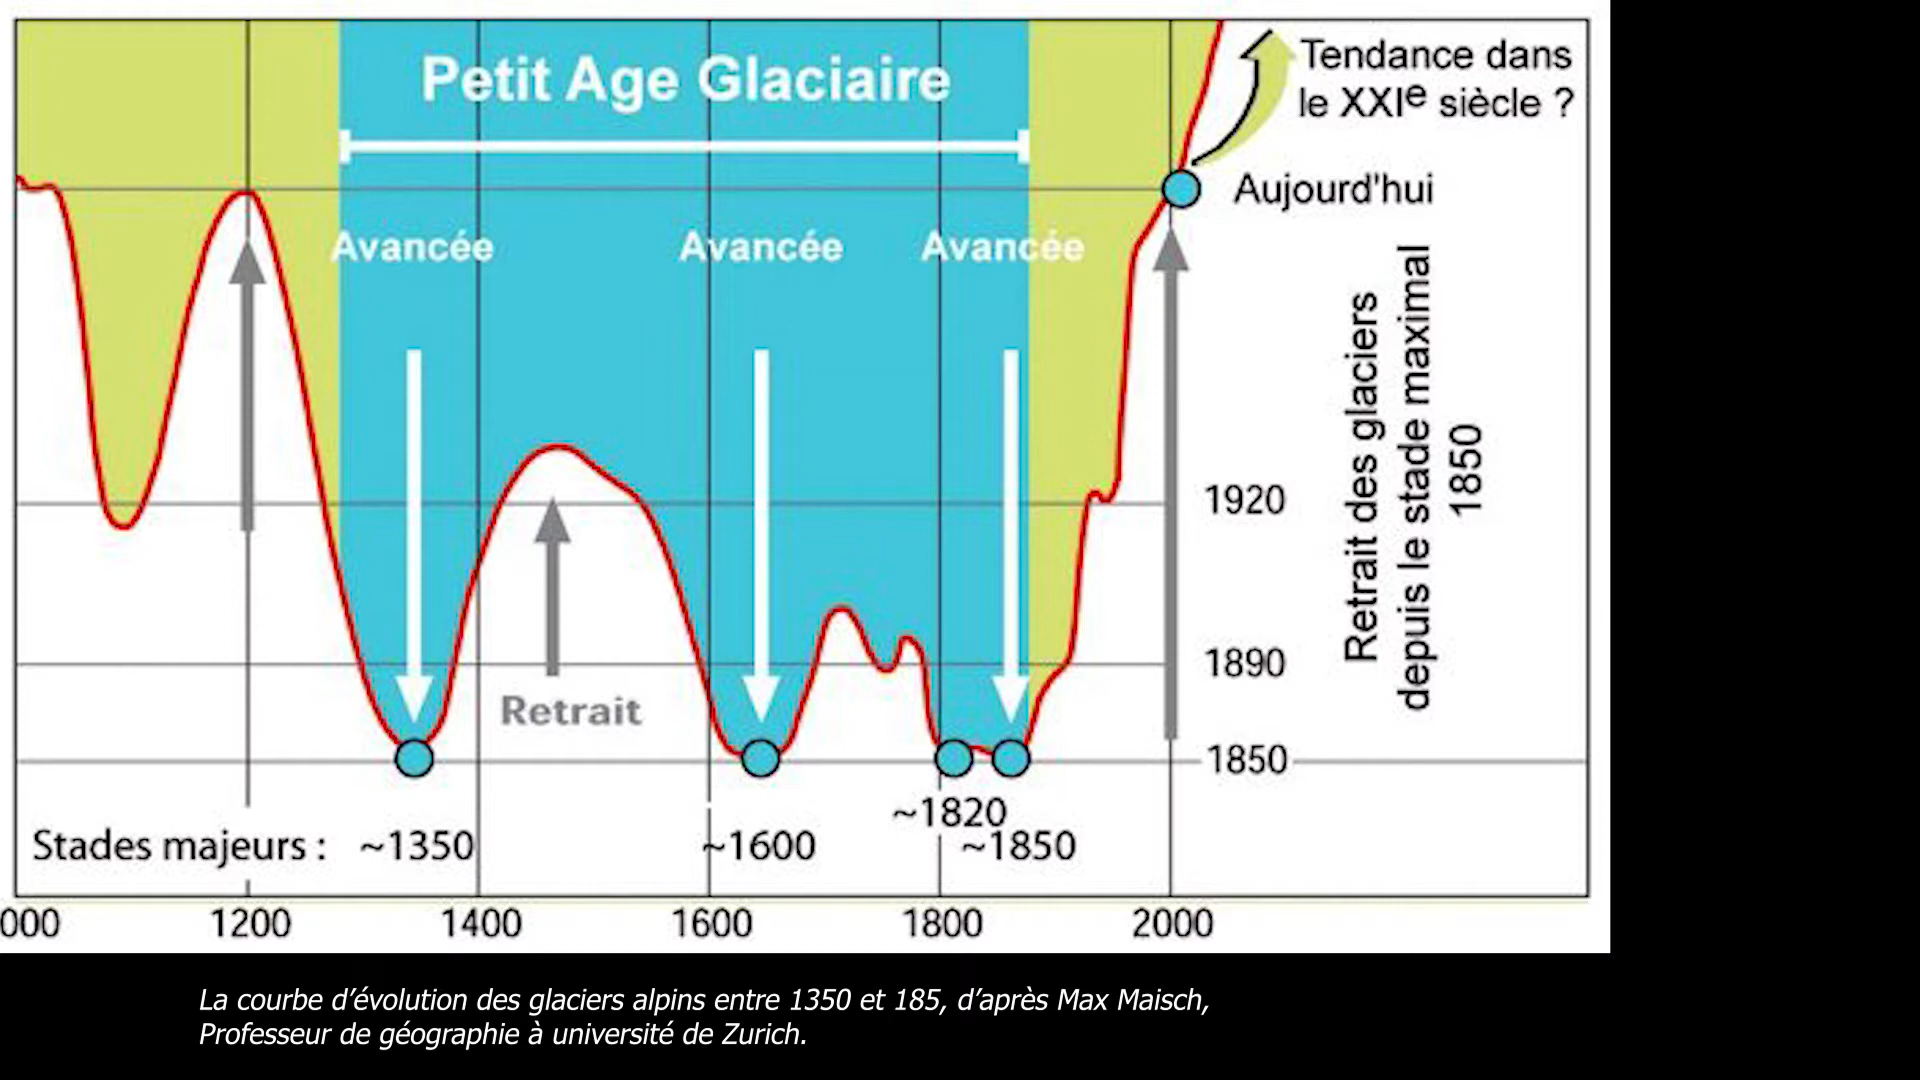 Petit Age Glaciaire
Tendance dans
le XXIe siècle ?
Aujourd'hui
Avancée
Avancée
Avancée
Retrait des glaciers
depuis le stade maximal
1850
1920
1890
Retrait
1850
~1820
Stades majeurs :
~1350
~1600
~1850
000
1200
1400
1600
1800
2000
La courbe d’évolution des glaciers alpins entre 1350 et 185, d’après Max Maisch,
Professeur de géographie à université de Zurich.